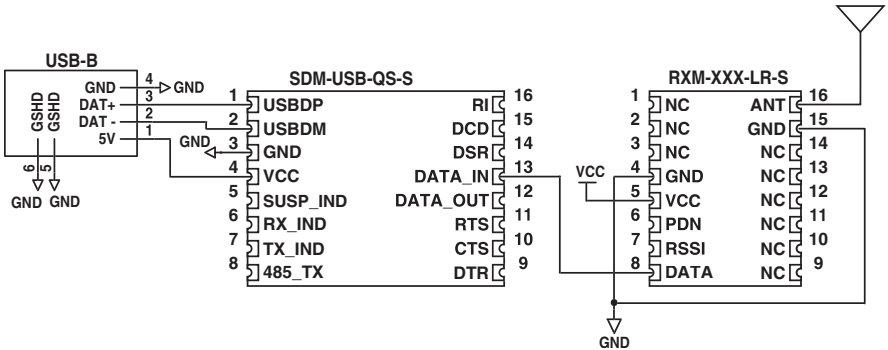 USB-B
GND 4 GND
DAT+ 3
DAT - 2
5V 1
GSHD
GSHD
6
5
GND
GND
SDM-USB-QS-S
1 USBDP
2 USBDM
GND 3 GND
4 VCC
5 SUSP_IND
6 RX_IND
7 TX_IND
8 485_TX
RI 16
DCD 15
DSR 14
DATA_IN 13
DATA_OUT 12
RTS 11
CTS 10
DTR 9
RXM-XXX-LR-S
1 NC
2 NC
3 NC
4 GND
VCC 5 VCC
6 PDN
7 RSSI
8 DATA
ANT 16
GND 15
NC 14
NC 13
NC 12
NC 11
NC 10
NC 9
GND